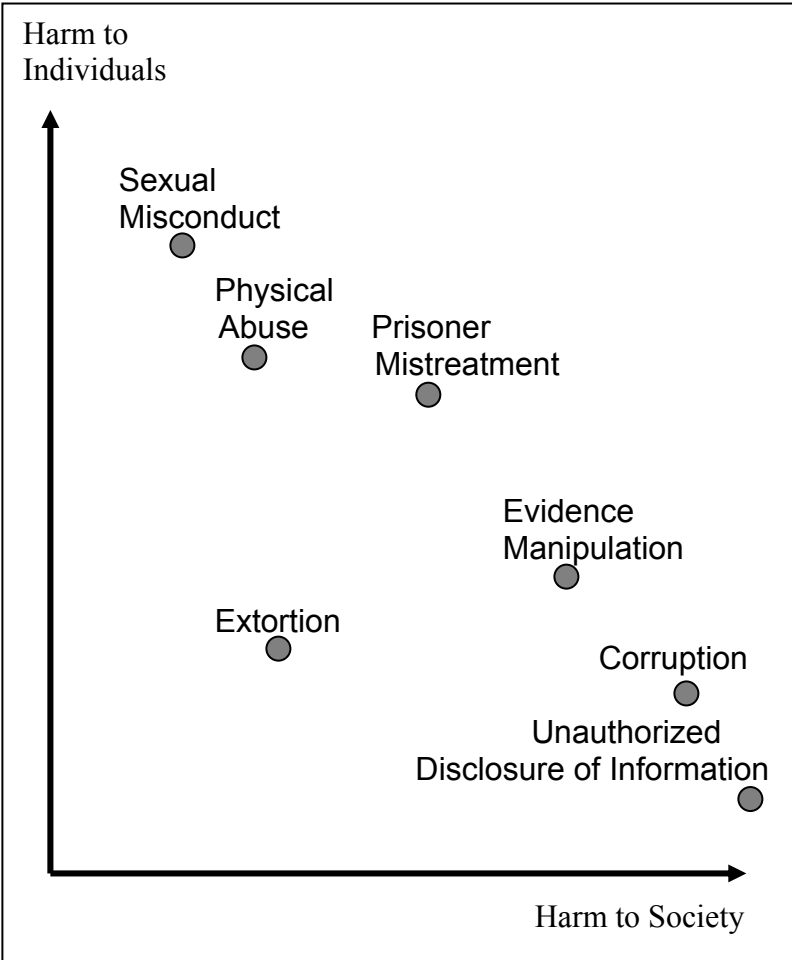 Harm to
Individuals
Sexual
Misconduct
Physical
Abuse
Prisoner
Mistreatment
Evidence
Manipulation
Extortion
Corruption
Unauthorized
Disclosure of Information
Harm to Society